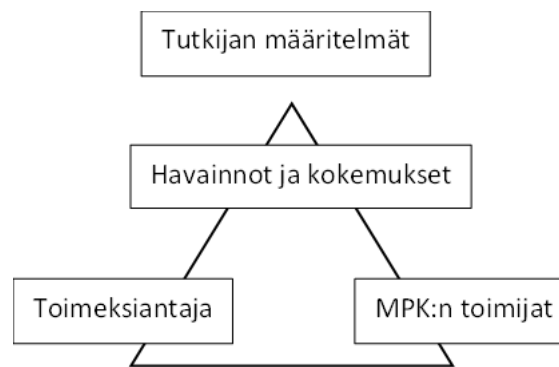 Tutkijan määritelmät
Havainnot ja kokemukset
Toimeksiantaja
MPK:n toimijat